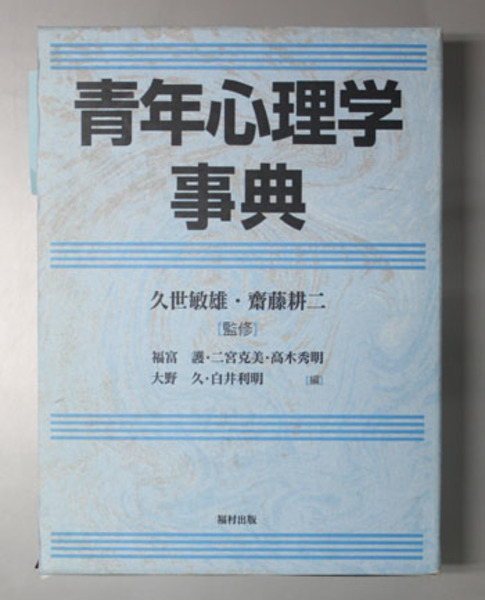 青年心理学
事典
久世敏雄・齋藤耕二
［監修］
福富　護・二宮克美・高木秀明
大野　久・白井利明　［編］
福村出版